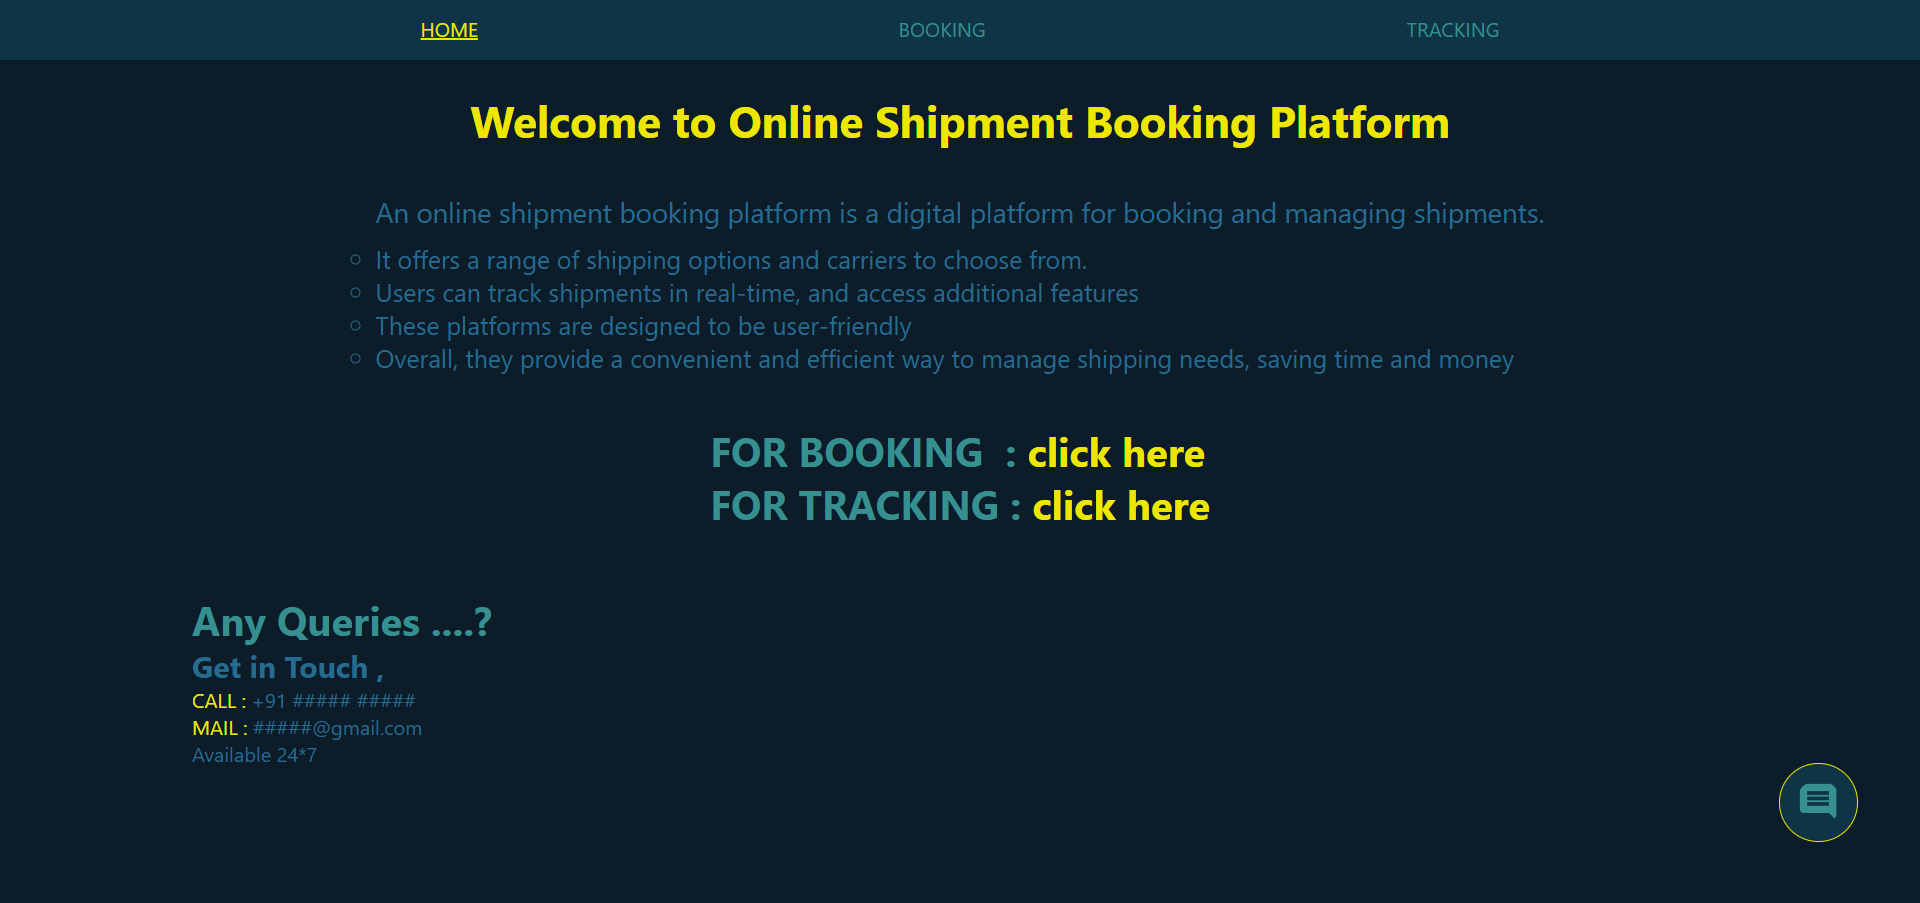 HOME BOOKING TRACKING
Welcome to Online Shipment Booking Platform
An online shipment booking platform is a digital platform for booking and managing shipments.
It offers a range of shipping options and carriers to choose from.
Users can track shipments in real-time, and access additional features
These platforms are designed to be user-friendly
Overall, they provide a convenient and efficient way to manage shipping needs, saving time and money
FOR BOOKING : click here
FOR TRACKING : click here
Any Queries ....?
Get in Touch ,
CALL : +91 ##### #####
MAIL : #####@gmail.com
Available 24*7